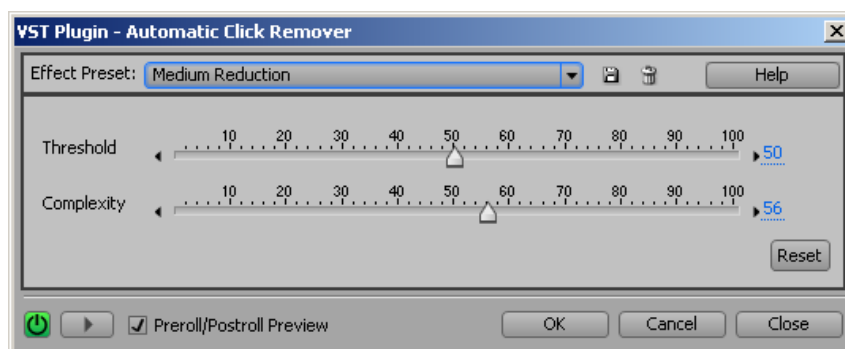 VST Plugin - Automatic Click Remover
Effect Preset: Medium Reduction Help
10 20 30 40 50 60 70 80 90 100
Threshold 50
10 20 30 40 50 60 70 80 90 100
Complexity 56
Reset
Preroll/Postroll Preview OK Cancel Close